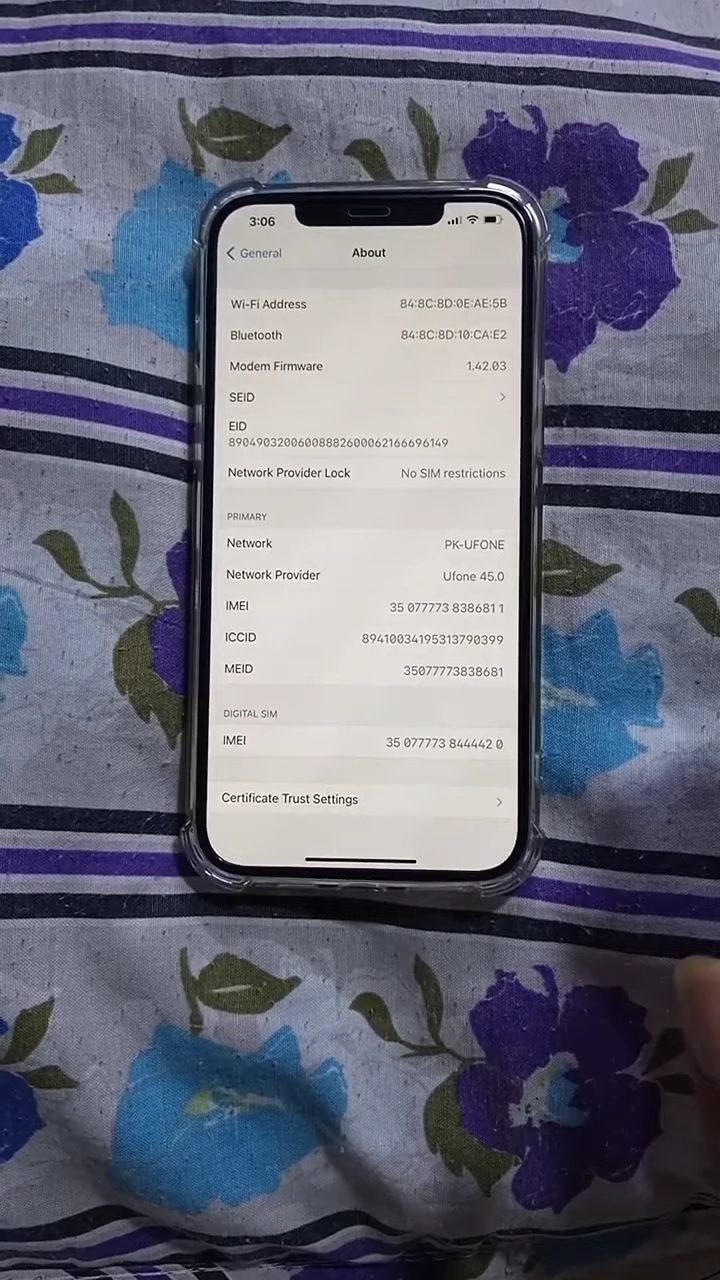 3:06
General
About
Wi-Fi Address 84:8C:8D:0E:AE:5B
Bluetooth 84:8C:8D:10:CA:E2
Modem Firmware 1.42.03
SEID
EID
89049032006008882600062166696149
Network Provider Lock No SIM restrictions
PRIMARY
Network PK-UFONE
Network Provider Ufone 45.0
IMEI 35 077773 838681 1
ICCID 89410034195313790399
MEID 35077773838681
DIGITAL SIM
IMEI 35 077773 844442 0
Certificate Trust Settings